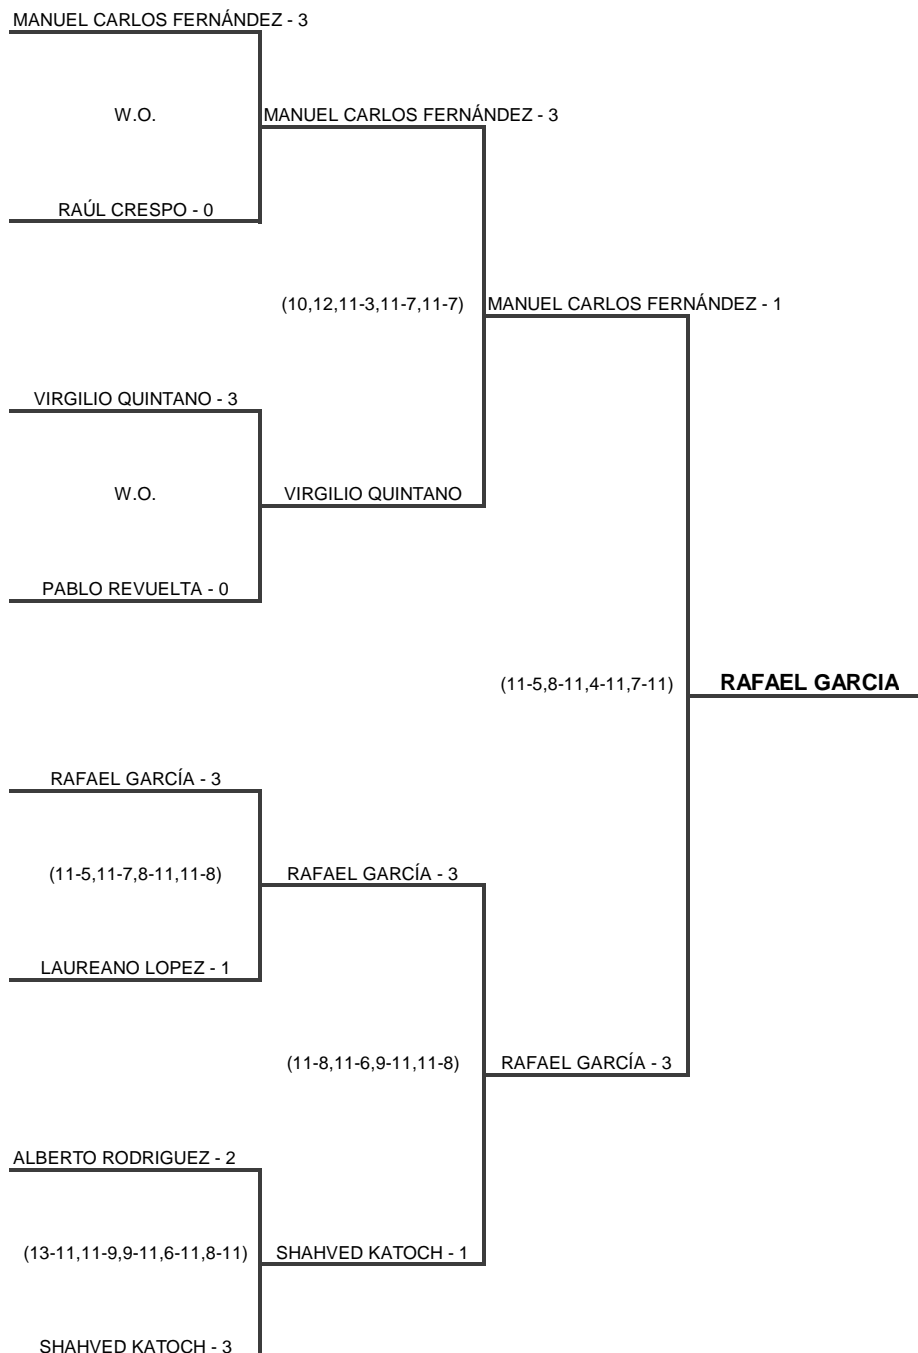 MANUEL CARLOS FERNÁNDEZ - 3
W.O.
MANUEL CARLOS FERNÁNDEZ - 3
RAÚL CRESPO - 0
(10,12,11-3,11-7,11-7)
MANUEL CARLOS FERNÁNDEZ - 1
VIRGILIO QUINTANO - 3
W.O.
VIRGILIO QUINTANO
PABLO REVUELTA - 0
(11-5,8-11,4-11,7-11)
RAFAEL GARCIA
RAFAEL GARCÍA - 3
(11-5,11-7,8-11,11-8)
RAFAEL GARCÍA - 3
LAUREANO LOPEZ - 1
(11-8,11-6,9-11,11-8)
RAFAEL GARCÍA - 3
ALBERTO RODRIGUEZ - 2
(13-11,11-9,9-11,6-11,8-11)
SHAHVED KATOCH - 1
SHAHVED KATOCH - 3